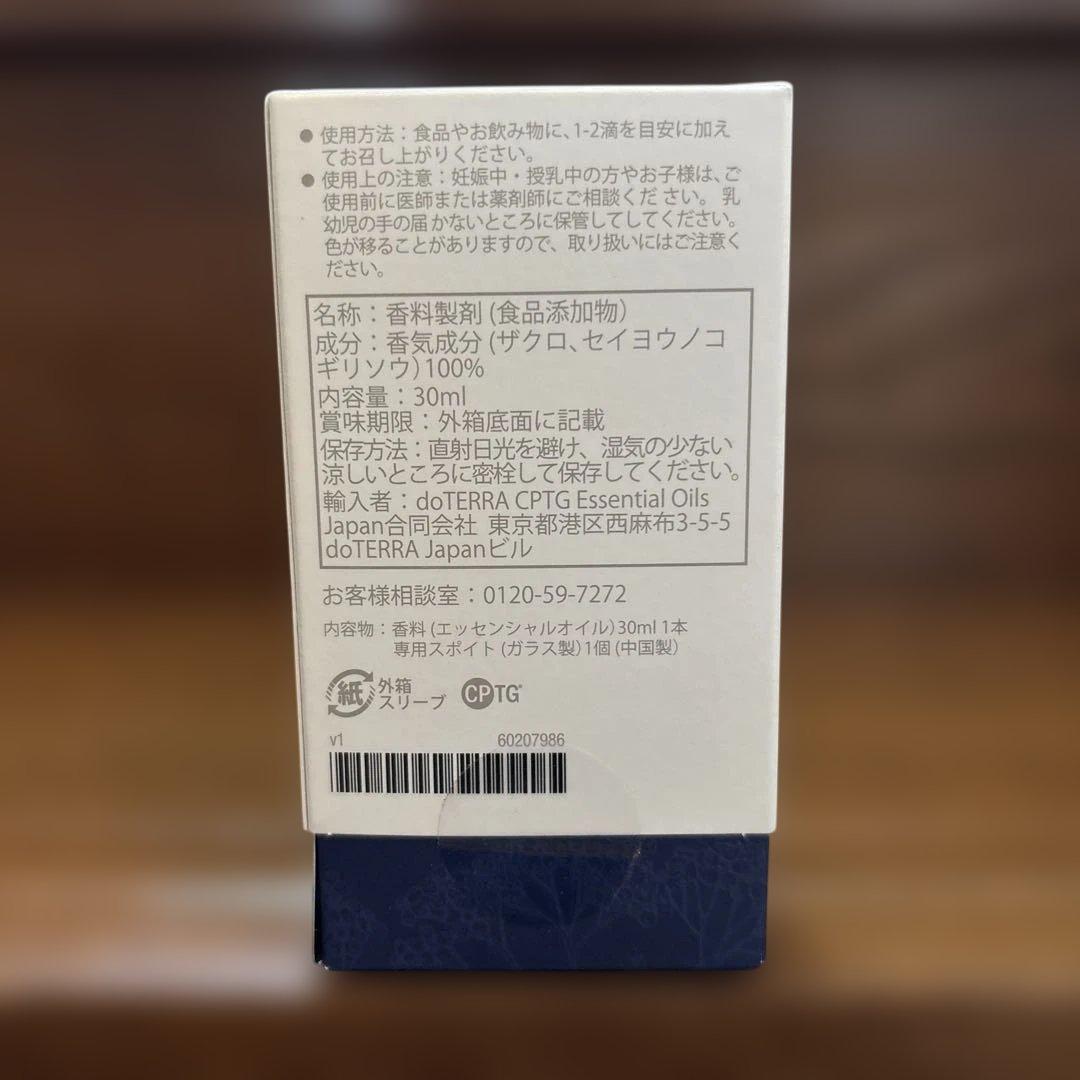 ● 使用方法：食品やお飲み物に、1-2滴を目安に加え
てお召し上がりください。
● 使用上の注意：妊娠中・授乳中の方やお子様は、ご
使用前に医師または薬剤師にご相談くだ さい。 乳
幼児の手の届 かないところに保管してしてください。
色が移ることがありますので、取り扱いにはご注意く
ださい。
名称：香料製剤 (食品添加物)
成分：香気成分 (ザクロ、セイヨウノコ
ギリソウ) 100%
内容量：30ml
賞味期限：外箱底面に記載
保存方法：直射日光を避け、湿気の少ない
涼しいところに密栓して保存してください。
輸入者：doTERRA CPTG Essential Oils
Japan合同会社 東京都港区西麻布3-5-5
doTERRA Japanビル
お客様相談室：0120-59-7272
内容物：香料 (エッセンシャルオイル) 30ml 1本
専用スポイト (ガラス製) 1個 (中国製)
紙 外箱
スリーブ
CPTG®
v1 60207986